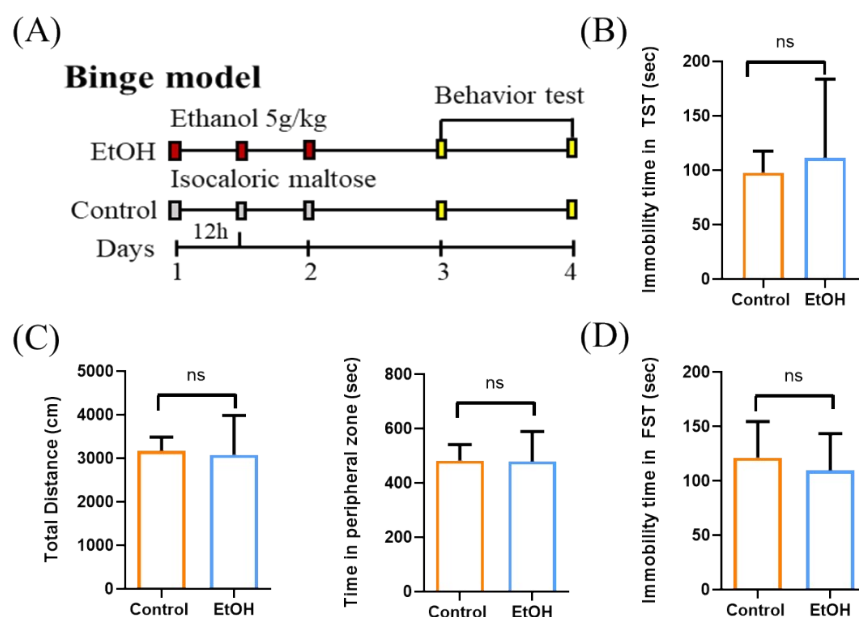 (A)
Binge model
Behavior test
Ethanol 5g/kg
EtOH
Isocaloric maltose
Control
12h
Days
1 2 3 4
(B)
Immobility time in TST (sec)
200
150
100
50
0
ns
Control EtOH
(C)
Total Distance (cm)
5000
4000
3000
2000
1000
0
ns
Control EtOH
Time in peripheral zone (sec)
800
600
400
200
0
ns
Control EtOH
(D)
Immobility time in FST (sec)
200
150
100
50
0
ns
Control EtOH